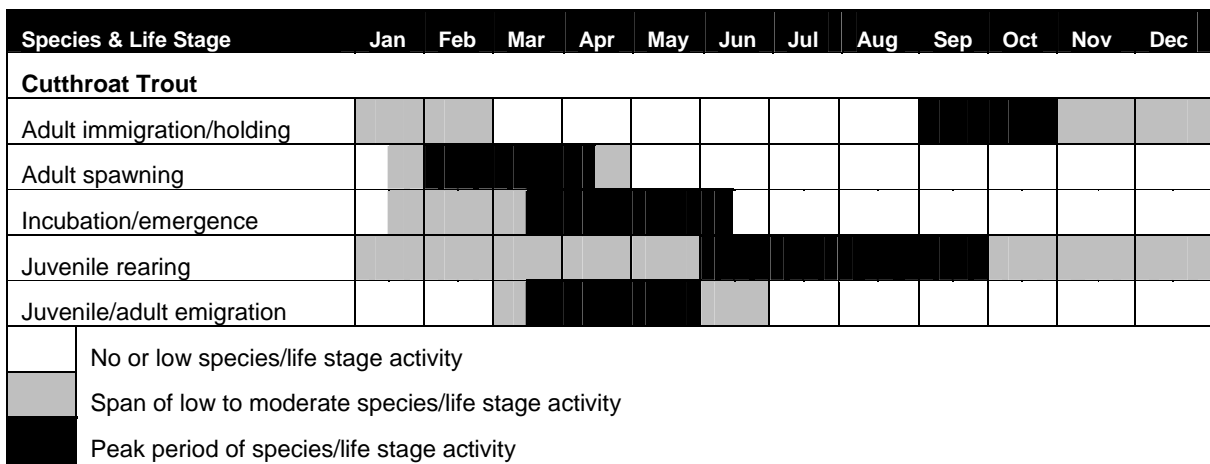 Species & Life Stage Jan Feb Mar Apr May Jun Jul Aug Sep Oct Nov Dec
Cutthroat Trout
Adult immigration/holding
Adult spawning
Incubation/emergence
Juvenile rearing
Juvenile/adult emigration
No or low species/life stage activity
Span of low to moderate species/life stage activity
Peak period of species/life stage activity